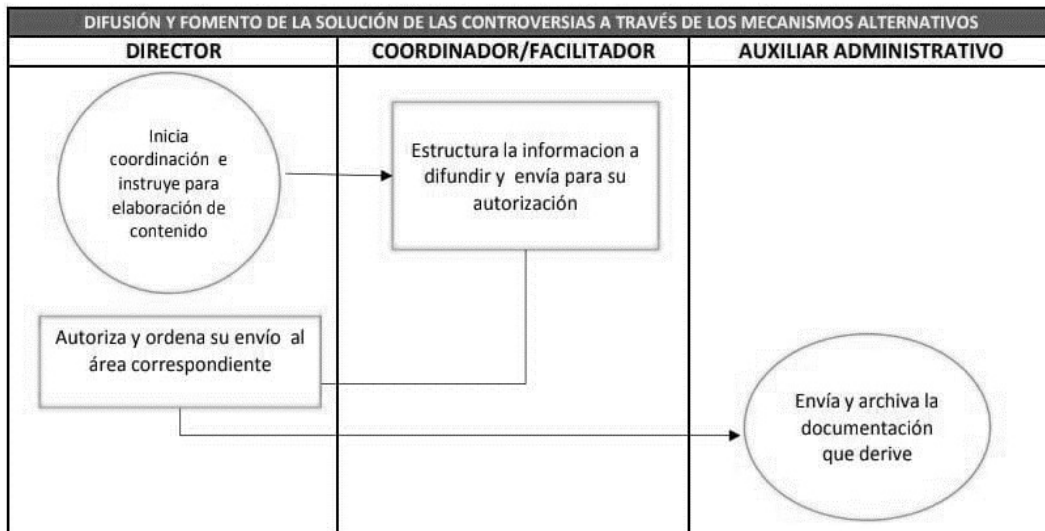 DIFUSIÓN Y FOMENTO DE LA SOLUCIÓN DE LAS CONTROVERSIAS A TRAVÉS DE LOS MECANISMOS ALTERNATIVOS
DIRECTOR
COORDINADOR/FACILITADOR
AUXILIAR ADMINISTRATIVO
Inicia
coordinación e
instruye para
elaboración de
contenido
Estructura la informacion a
difundir y envía para su
autorización
Autoriza y ordena su envío al
área correspondiente
Envía y archiva la
documentación
que derive